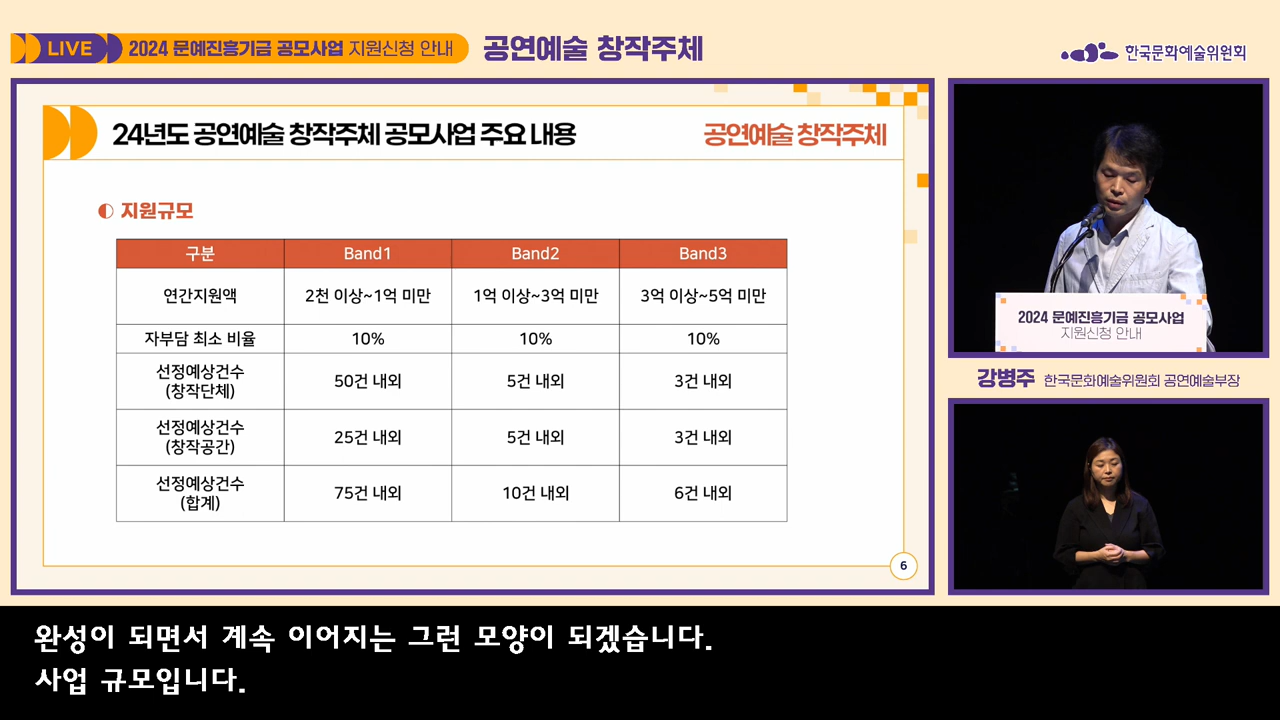 LIVE 2024 문예진흥기금 공모사업 지원신청 안내 공연예술 창작주체
한국문화예술위원회
24년도 공연예술 창작주체 공모사업 주요 내용 공연예술 창작주체
지원규모
구분 Band1 Band2 Band3
연간지원액 2천 이상~1억 미만 1억 이상~3억 미만 3억 이상~5억 미만
자부담 최소 비율 10% 10% 10%
선정예상건수
(창작단체) 50건 내외 5건 내외 3건 내외
선정예상건수
(창작공간) 25건 내외 5건 내외 3건 내외
선정예상건수
(합계) 75건 내외 10건 내외 6건 내외
6
2024 문예진흥기금 공모사업
지원신청 안내
강병주 한국문화예술위원회 공연예술부장
완성이 되면서 계속 이어지는 그런 모양이 되겠습니다.
사업 규모입니다.